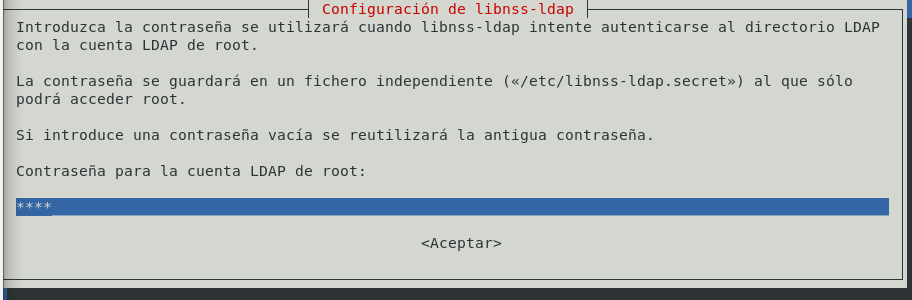 Configuración de libnss-ldap
Introduzca la contraseña se utilizará cuando libnss-ldap intente autenticarse al directorio LDAP
con la cuenta LDAP de root.
La contraseña se guardará en un fichero independiente («/etc/libnss-ldap.secret») al que sólo
podrá acceder root.
Si introduce una contraseña vacía se reutilizará la antigua contraseña.
Contraseña para la cuenta LDAP de root:
****
<Aceptar>